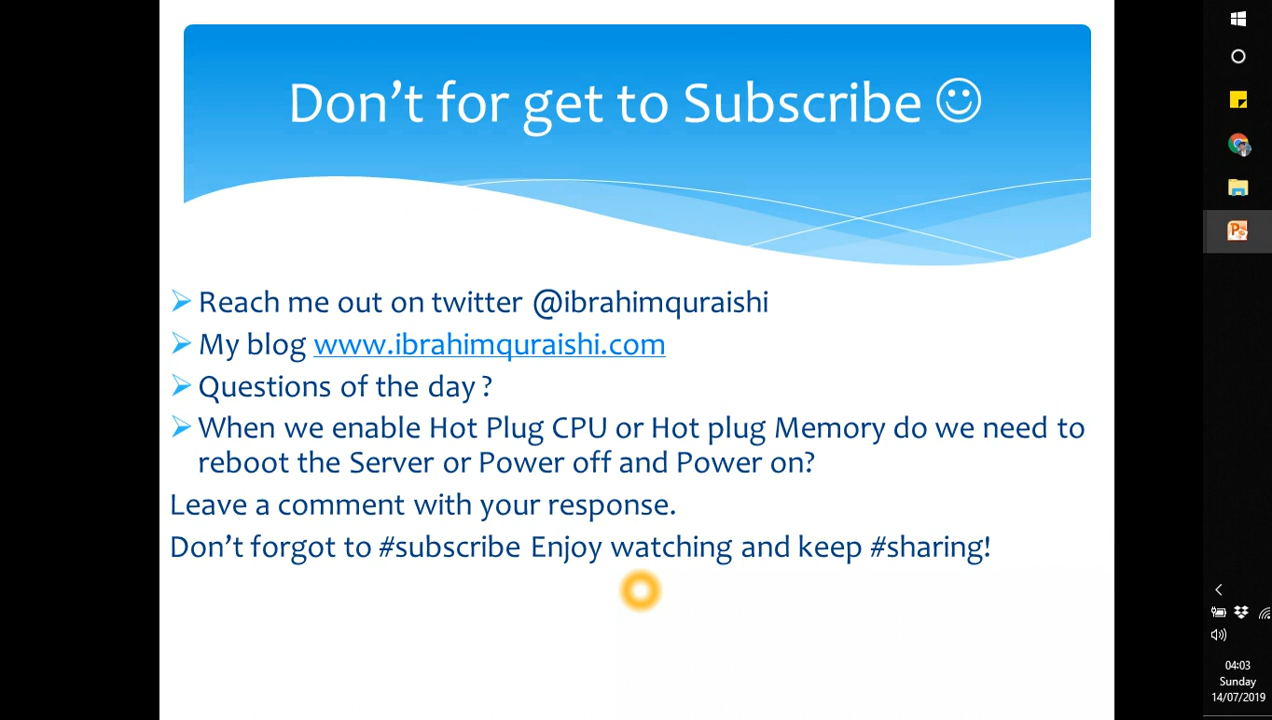 Don't for get to Subscribe ☺
➢ Reach me out on twitter @ibrahimquraishi
➢ My blog www.ibrahimquraishi.com
➢ Questions of the day ?
➢ When we enable Hot Plug CPU or Hot plug Memory do we need to
reboot the Server or Power off and Power on?
Leave a comment with your response.
Don't forgot to #subscribe Enjoy watching and keep #sharing!
04:03
Sunday
14/07/2019